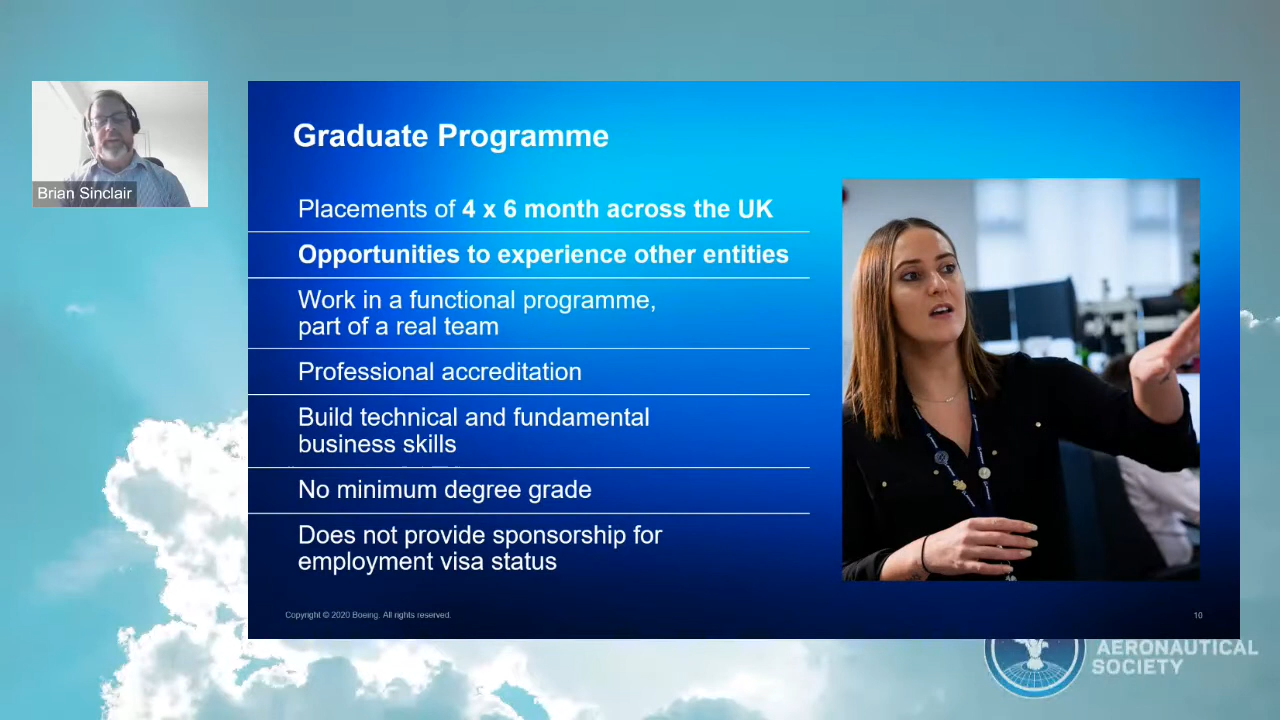 Brian Sinclair
Graduate Programme
Placements of 4 x 6 month across the UK
Opportunities to experience other entities
Work in a functional programme,
part of a real team
Professional accreditation
Build technical and fundamental
business skills
No minimum degree grade
Does not provide sponsorship for
employment visa status
Copyright © 2020 Boeing. All rights reserved.
10
AERONAUTICAL
SOCIETY